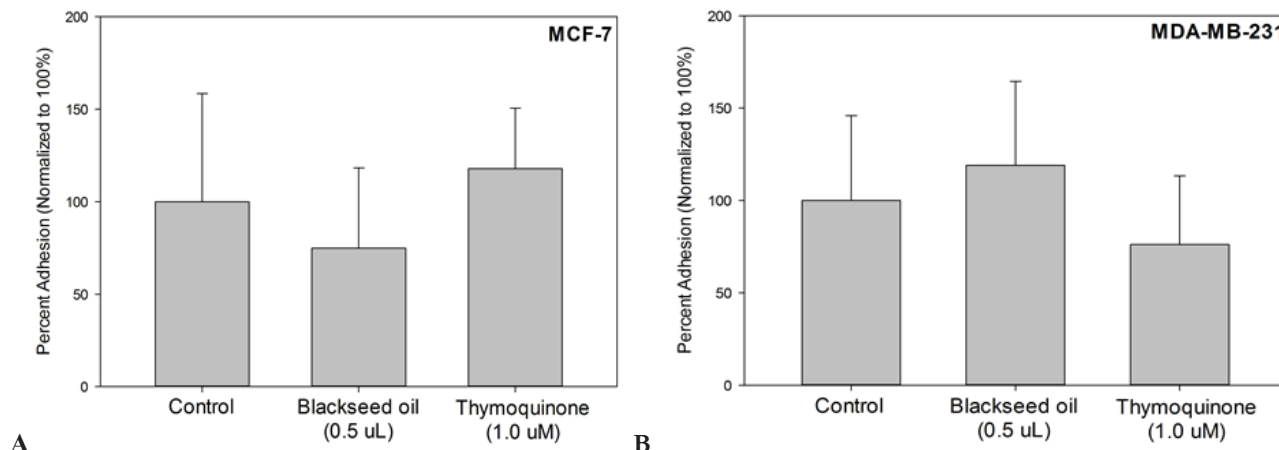 MCF-7
Percent Adhesion (Normalized to 100%)
200
150
100
50
0
Control
Blackseed oil
(0.5 uL)
Thymoquinone
(1.0 uM)
A
MDA-MB-231
Percent Adhesion (Normalized to 100%)
200
150
100
50
0
Control
Blackseed oil
(0.5 uL)
Thymoquinone
(1.0 uM)
B